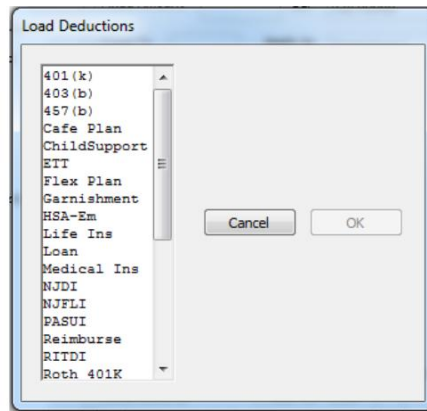 Load Deductions
401(k)
403(b)
457(b)
Cafe Plan
ChildSupport
ETT
Flex Plan
Garnishment
HSA-Em
Life Ins
Loan
Medical Ins
NJDI
NJFLI
PASUI
Reimburse
RITDI
Roth 401K
Cancel
OK